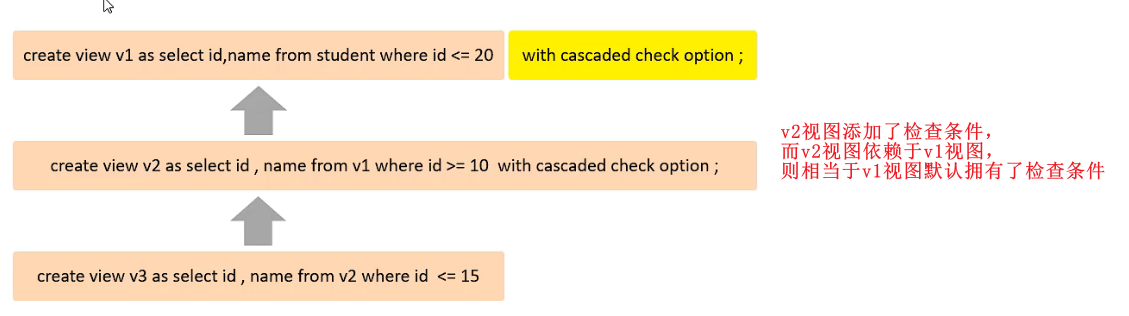 create view v1 as select id,name from student where id <= 20 with cascaded check option ;
create view v2 as select id , name from v1 where id >= 10 with cascaded check option ;
v2视图添加了检查条件，
而v2视图依赖于v1视图，
则相当于v1视图默认拥有了检查条件
create view v3 as select id , name from v2 where id <= 15